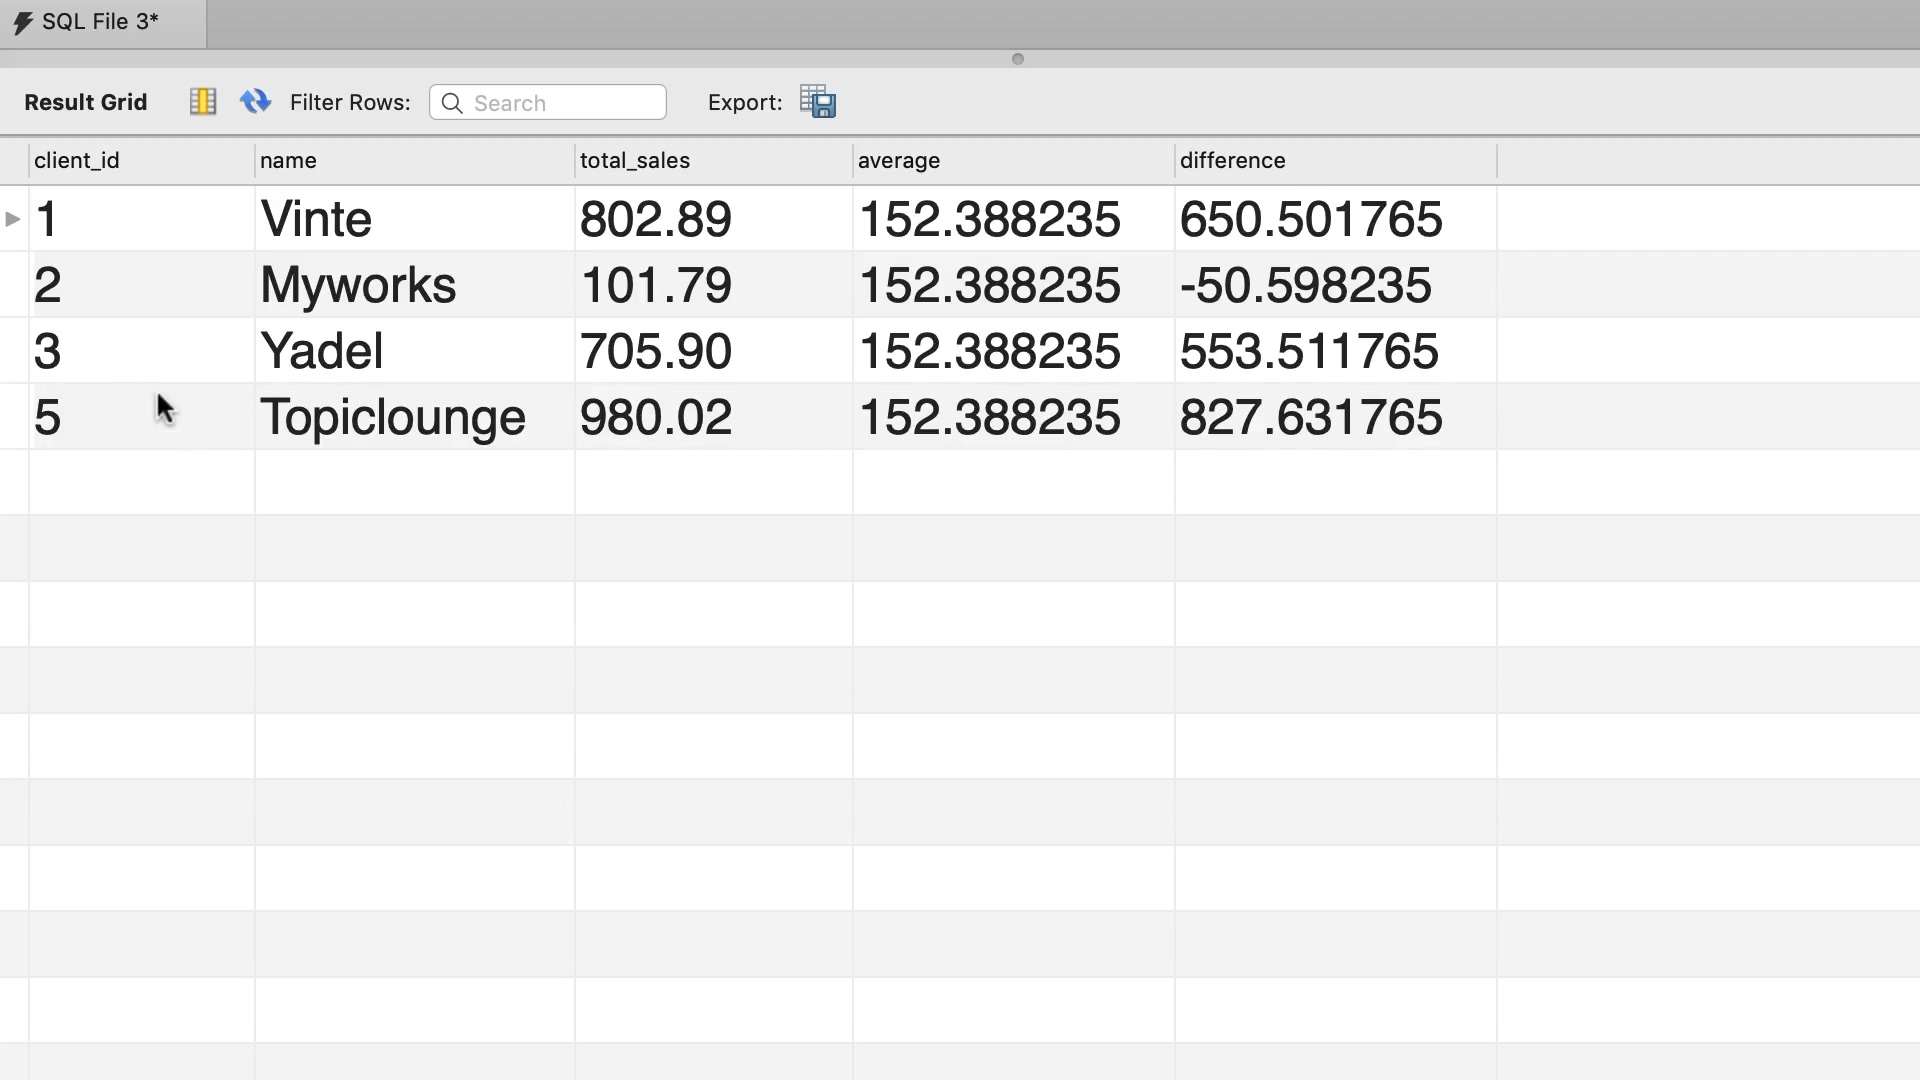 SQL File 3*
Result Grid Filter Rows: Search Export:
client_id name total_sales average difference
1 Vinte 802.89 152.388235 650.501765
2 Myworks 101.79 152.388235 -50.598235
3 Yadel 705.90 152.388235 553.511765
5 Topiclounge 980.02 152.388235 827.631765